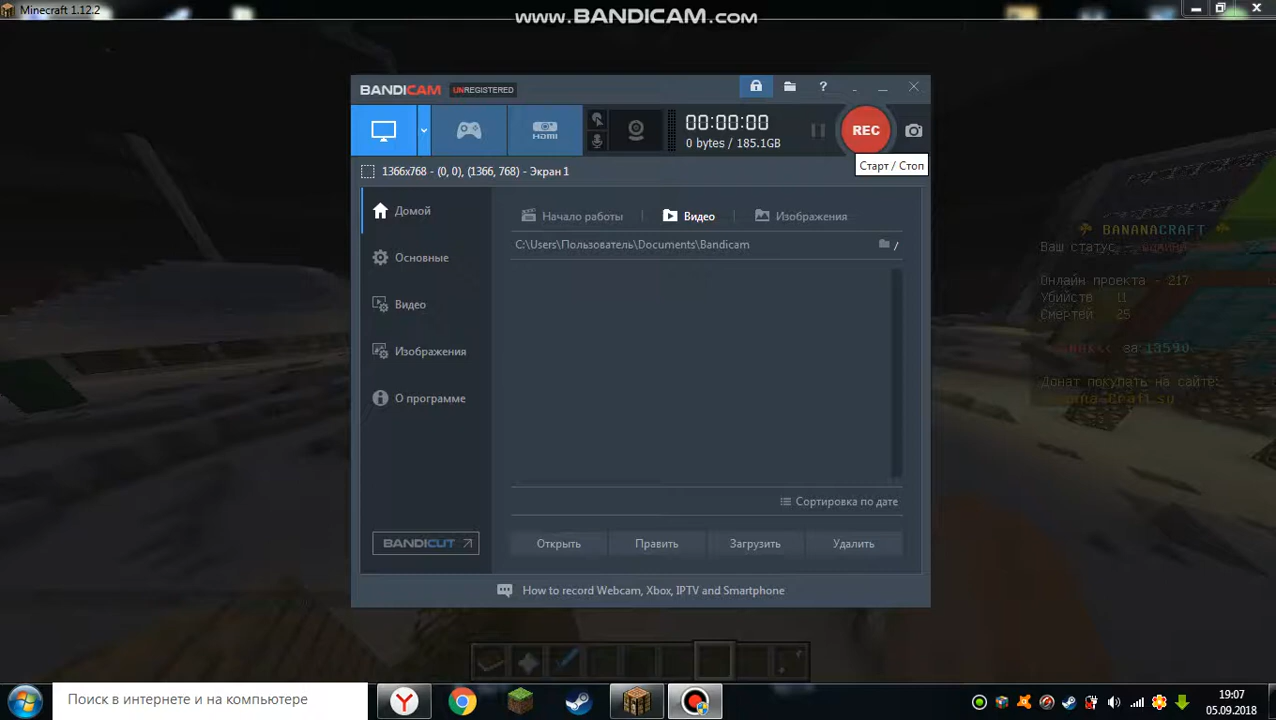 Minecraft 1.12.2
www.BANDICAM.com
BANDICAM UNREGISTERED
?
HDMI
00:00:00
0 bytes / 185.1GB
REC
Старт / Стоп
1366x768 - (0, 0), (1366, 768) - Экран 1
Домой
Основные
Видео
Изображения
О программе
BANDICUT
Начало работы
Видео
Изображения
C:\Users\Пользователь\Documents\Bandicam
/
Сортировка по дате
Открыть
Править
Загрузить
Удалить
How to record Webcam, Xbox, IPTV and Smartphone
BANANACRAFT
Ваш статус -
Онлайн проекта - 217
Убийств 11
Смертей 25
за 13590
Донат покупать на сайте:
Поиск в интернете и на компьютере
19:07
05.09.2018